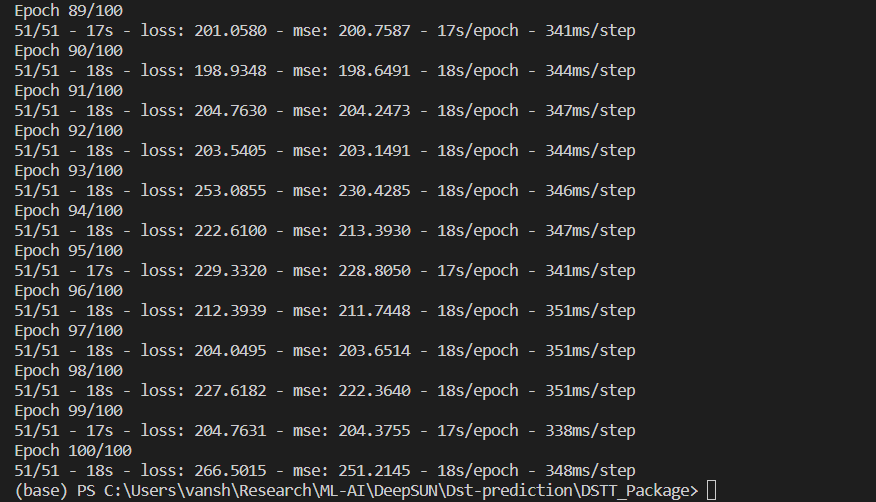 Epoch 89/100
51/51 - 17s - loss: 201.0580 - mse: 200.7587 - 17s/epoch - 341ms/step
Epoch 90/100
51/51 - 18s - loss: 198.9348 - mse: 198.6491 - 18s/epoch - 344ms/step
Epoch 91/100
51/51 - 18s - loss: 204.7630 - mse: 204.2473 - 18s/epoch - 347ms/step
Epoch 92/100
51/51 - 18s - loss: 203.5405 - mse: 203.1491 - 18s/epoch - 344ms/step
Epoch 93/100
51/51 - 18s - loss: 253.0855 - mse: 230.4285 - 18s/epoch - 346ms/step
Epoch 94/100
51/51 - 18s - loss: 222.6100 - mse: 213.3930 - 18s/epoch - 347ms/step
Epoch 95/100
51/51 - 17s - loss: 229.3320 - mse: 228.8050 - 17s/epoch - 341ms/step
Epoch 96/100
51/51 - 18s - loss: 212.3939 - mse: 211.7448 - 18s/epoch - 351ms/step
Epoch 97/100
51/51 - 18s - loss: 204.0495 - mse: 203.6514 - 18s/epoch - 351ms/step
Epoch 98/100
51/51 - 18s - loss: 227.6182 - mse: 222.3640 - 18s/epoch - 351ms/step
Epoch 99/100
51/51 - 17s - loss: 204.7631 - mse: 204.3755 - 17s/epoch - 338ms/step
Epoch 100/100
51/51 - 18s - loss: 266.5015 - mse: 251.2145 - 18s/epoch - 348ms/step
(base) PS C:\Users\vansh\Research\ML-AI\DeepSUN\Dst-prediction\DSTT_Package>